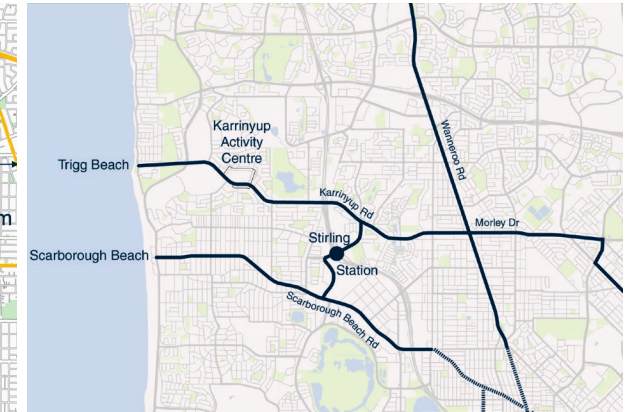 Karrinyup
Activity
Centre
Wanneroo Rd
Trigg Beach
Karrinyup Rd
Morley Dr
m
Stirling
Station
Scarborough Beach
Scarborough Beach Rd